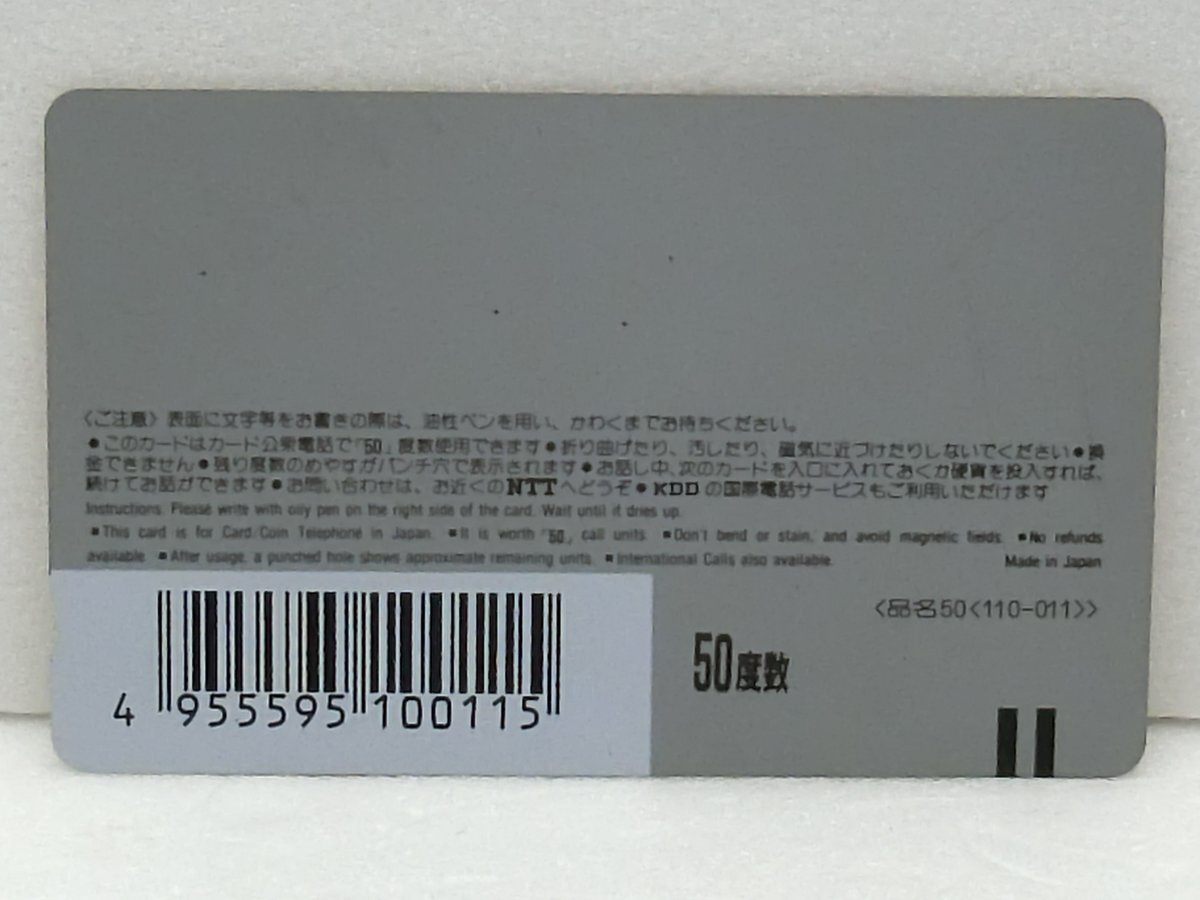 〈ご注意〉表面に文字等をお書きの際は、油性ペンを用い、かわくまでお待ちください。
●このカードはカード公衆電話で「50」度数使用できます●折り曲げたり、汚したり、磁気に近づけたりしないでください●換
金できません●残り度数のめやすがパンチ穴で表示されます●お話し中、次のカードを入口に入れておくか硬貨を投入すれば、
続けてお話ができます●お問い合わせは、お近くのNTTへどうぞ●KDDの国際電話サービスもご利用いただけます
Instructions: Please write with oily pen on the right side of the card. Wait until it dries up.
■This card is for Card/Coin Telephone in Japan. ■It is worth「50」call units. ■Don't bend or stain, and avoid magnetic fields. ■No refunds
available. ■After usage, a punched hole shows approximate remaining units. ■International Calls also available. Made in Japan
〈品名50〈110-011〉〉
50度数
4 955595 100115